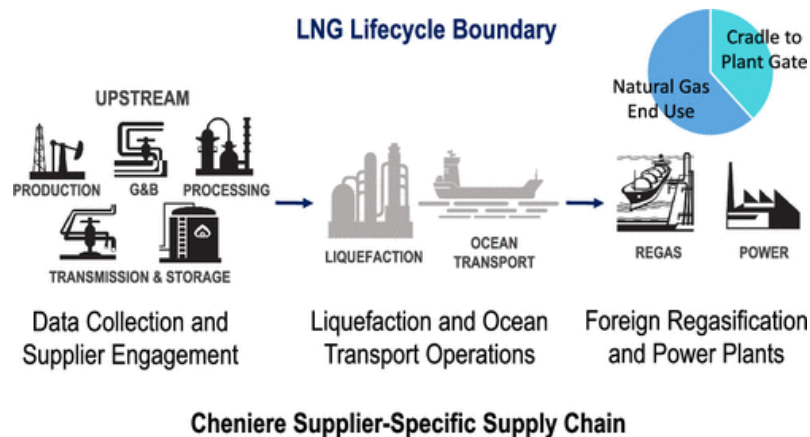 LNG Lifecycle Boundary
Cradle to
Plant Gate
Natural Gas
End Use
UPSTREAM
PRODUCTION
G&B
PROCESSING
TRANSMISSION & STORAGE
LIQUEFACTION
OCEAN
TRANSPORT
REGAS
POWER
Data Collection and
Supplier Engagement
Liquefaction and Ocean
Transport Operations
Foreign Regasification
and Power Plants
Cheniere Supplier-Specific Supply Chain